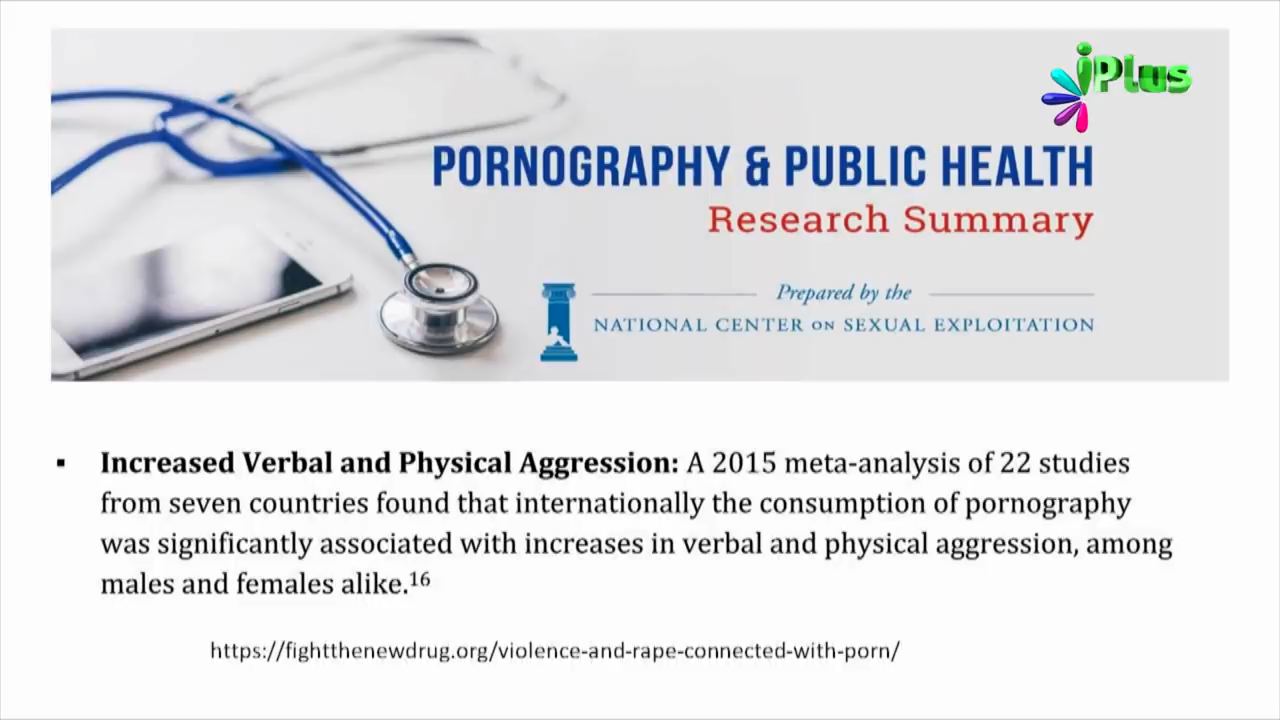 iPlus
PORNOGRAPHY & PUBLIC HEALTH
Research Summary
Prepared by the
NATIONAL CENTER ON SEXUAL EXPLOITATION
▪ Increased Verbal and Physical Aggression: A 2015 meta-analysis of 22 studies
from seven countries found that internationally the consumption of pornography
was significantly associated with increases in verbal and physical aggression, among
males and females alike.16
https://fightthenewdrug.org/violence-and-rape-connected-with-porn/